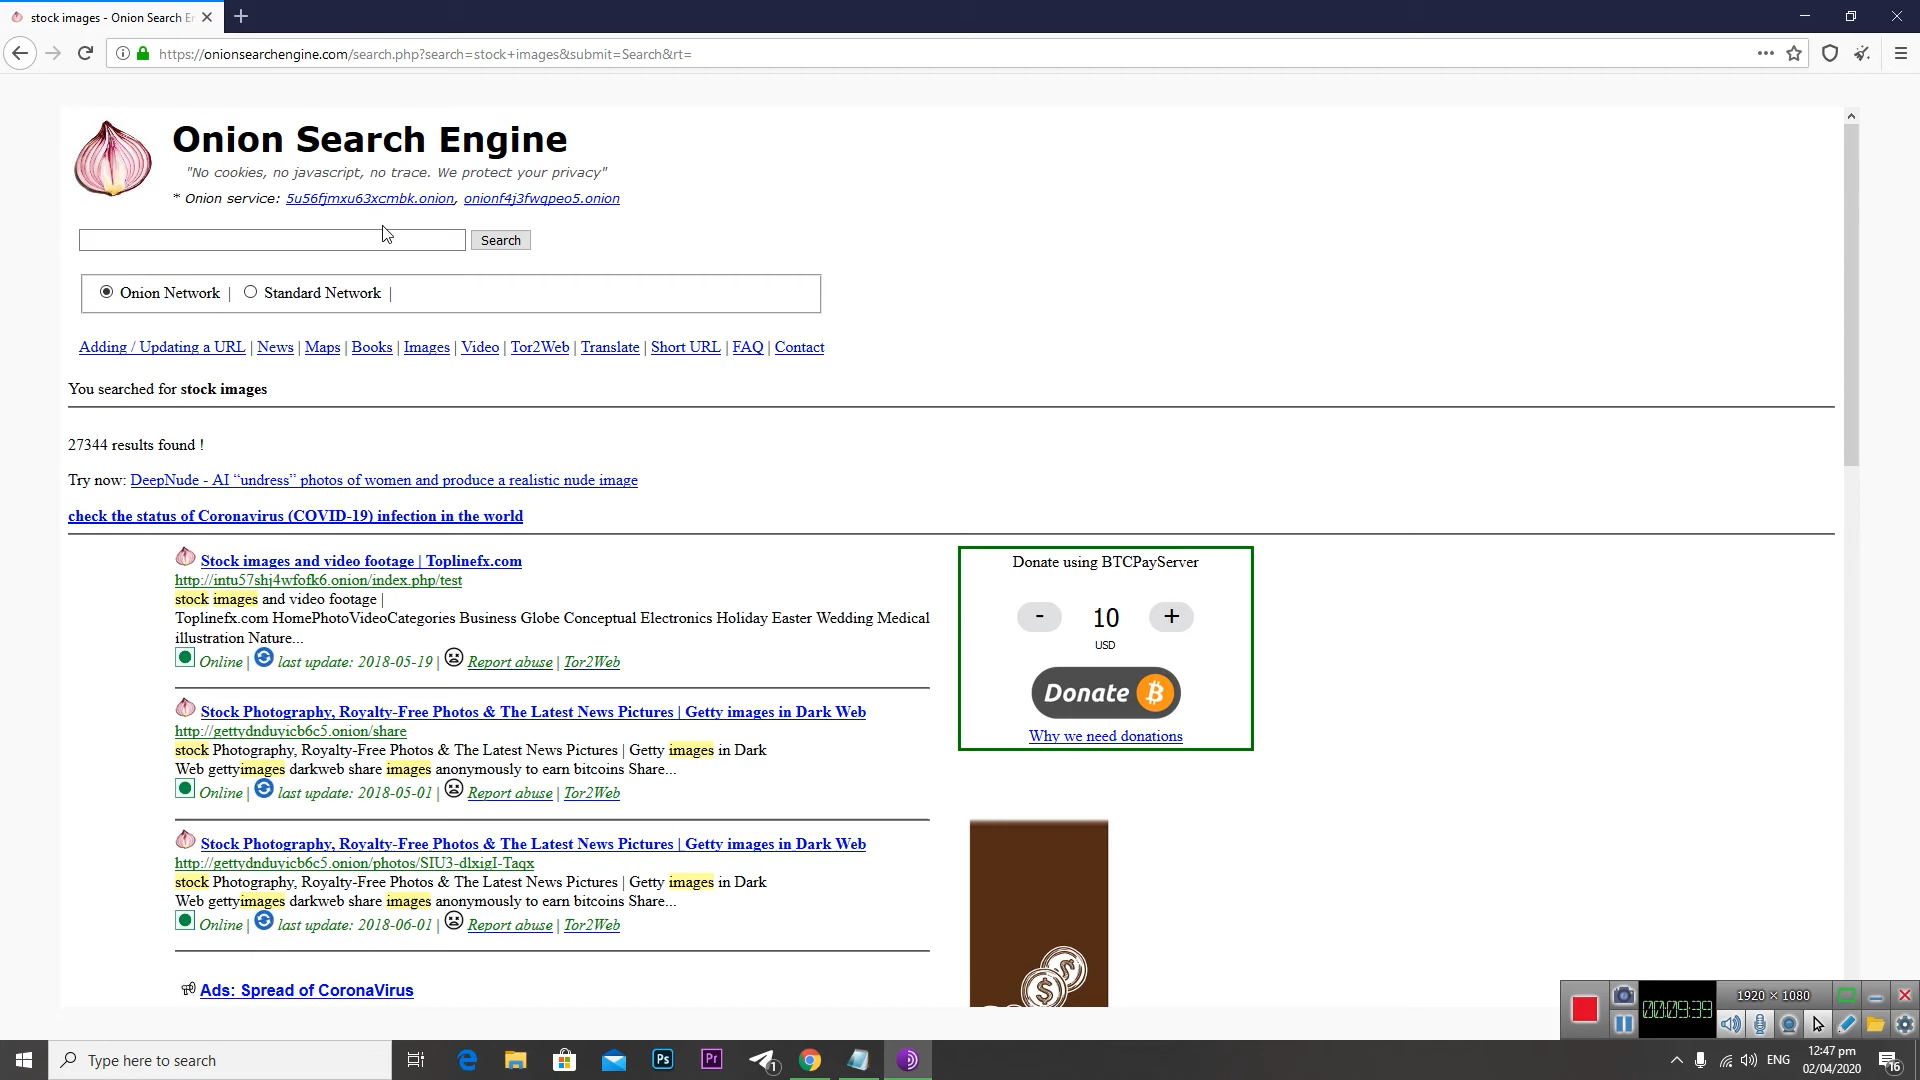 stock images - Onion Search Er
https://onionsearchengine.com/search.php?search=stock+images&submit=Search&rt=
Onion Search Engine
"No cookies, no javascript, no trace. We protect your privacy"
* Onion service: 5u56fjmxu63xcmbk.onion, onionf4j3fwqpeo5.onion
Search
Onion Network | Standard Network |
Adding / Updating a URL | News | Maps | Books | Images | Video | Tor2Web | Translate | Short URL | FAQ | Contact
You searched for stock images
27344 results found !
Try now: DeepNude - AI “undress” photos of women and produce a realistic nude image
check the status of Coronavirus (COVID-19) infection in the world
Stock images and video footage | Toplinefx.com
http://intu57shj4wfofk6.onion/index.php/test
stock images and video footage |
Toplinefx.com HomePhotoVideoCategories Business Globe Conceptual Electronics Holiday Easter Wedding Medical
illustration Nature...
Online | last update: 2018-05-19 | Report abuse | Tor2Web
Stock Photography, Royalty-Free Photos & The Latest News Pictures | Getty images in Dark Web
http://gettydnduyicb6c5.onion/share
stock Photography, Royalty-Free Photos & The Latest News Pictures | Getty images in Dark
Web gettyimages darkweb share images anonymously to earn bitcoins Share...
Online | last update: 2018-05-01 | Report abuse | Tor2Web
Stock Photography, Royalty-Free Photos & The Latest News Pictures | Getty images in Dark Web
http://gettydnduyicb6c5.onion/photos/SIU3-dlxigI-Taqx
stock Photography, Royalty-Free Photos & The Latest News Pictures | Getty images in Dark
Web gettyimages darkweb share images anonymously to earn bitcoins Share...
Online | last update: 2018-06-01 | Report abuse | Tor2Web
Ads: Spread of CoronaVirus
Donate using BTCPayServer
- 10 +
USD
Donate
Why we need donations
00:09:39
1920 × 1080
Type here to search
Ps
Pr
1
ENG
12:47 pm
02/04/2020
16